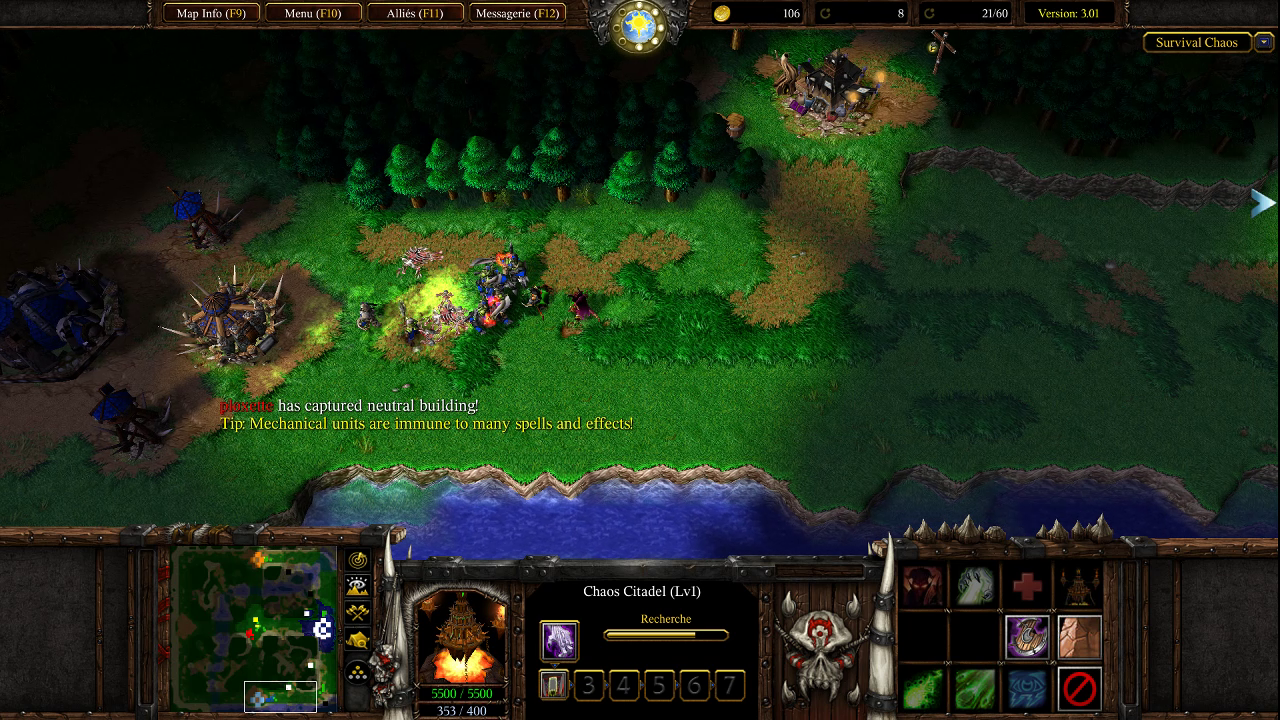 Map Info (F9) Menu (F10) Alliés (F11) Messagerie (F12) 106 8 21/60 Version: 3.01
Survival Chaos
ploxette has captured neutral building!
Tip: Mechanical units are immune to many spells and effects!
Chaos Citadel (Lv1)
Recherche
3 4 5 6 7
5500 / 5500
353 / 400